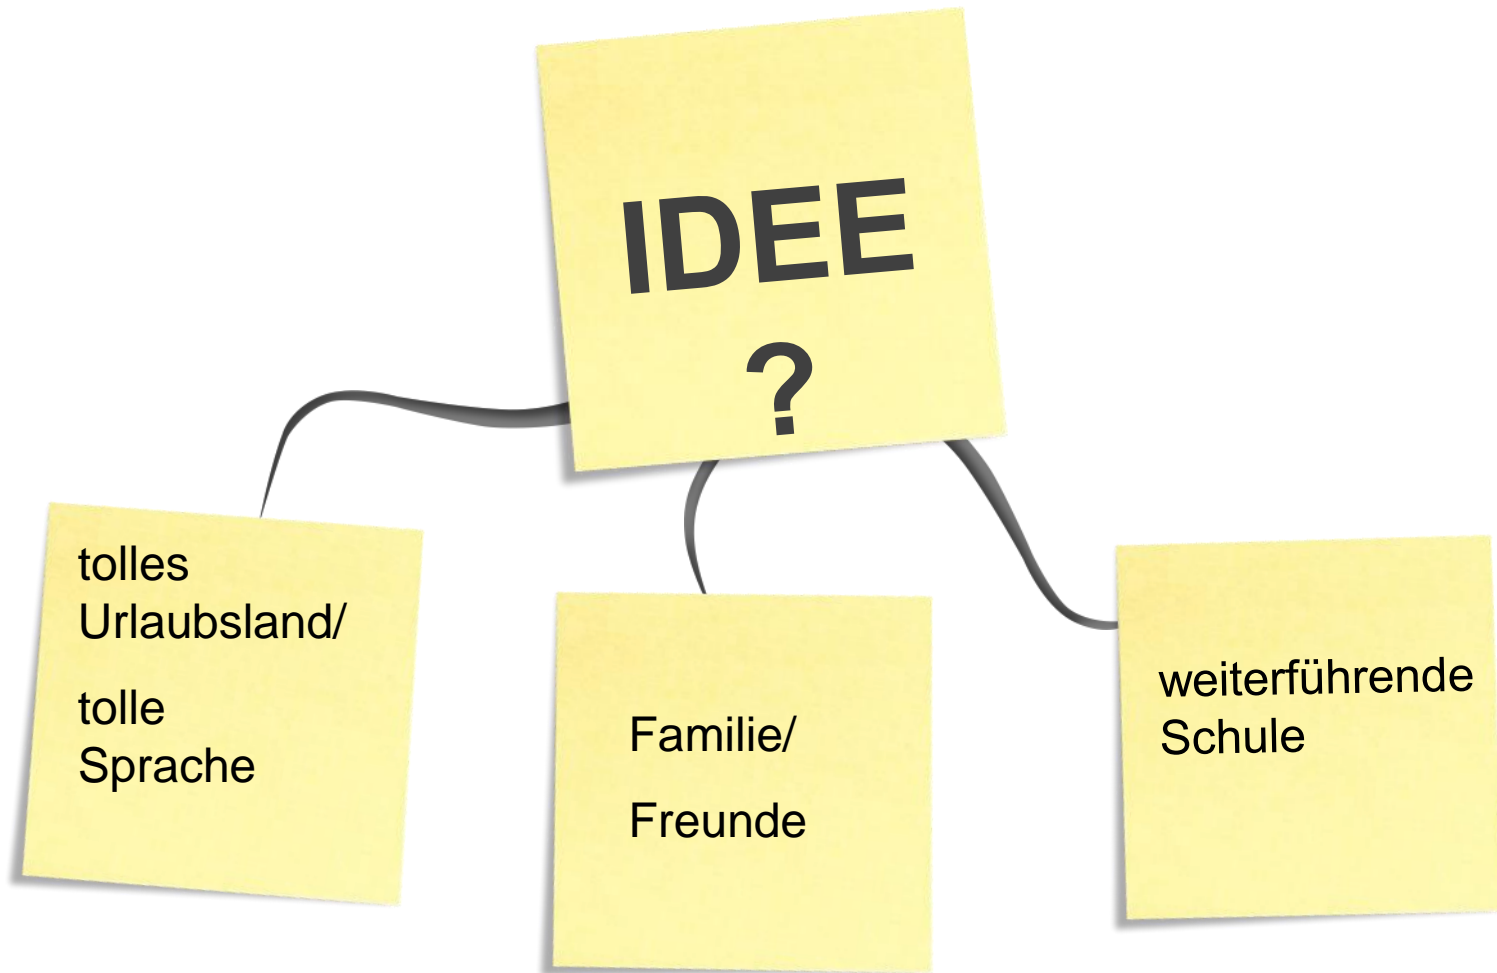 IDEE
?
tolles
Urlaubsland/
tolle
Sprache
Familie/
Freunde
weiterführende
Schule